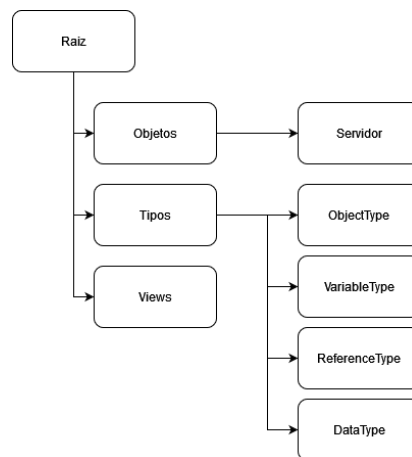 Raiz
Objetos
Servidor
Tipos
ObjectType
Views
VariableType
ReferenceType
DataType